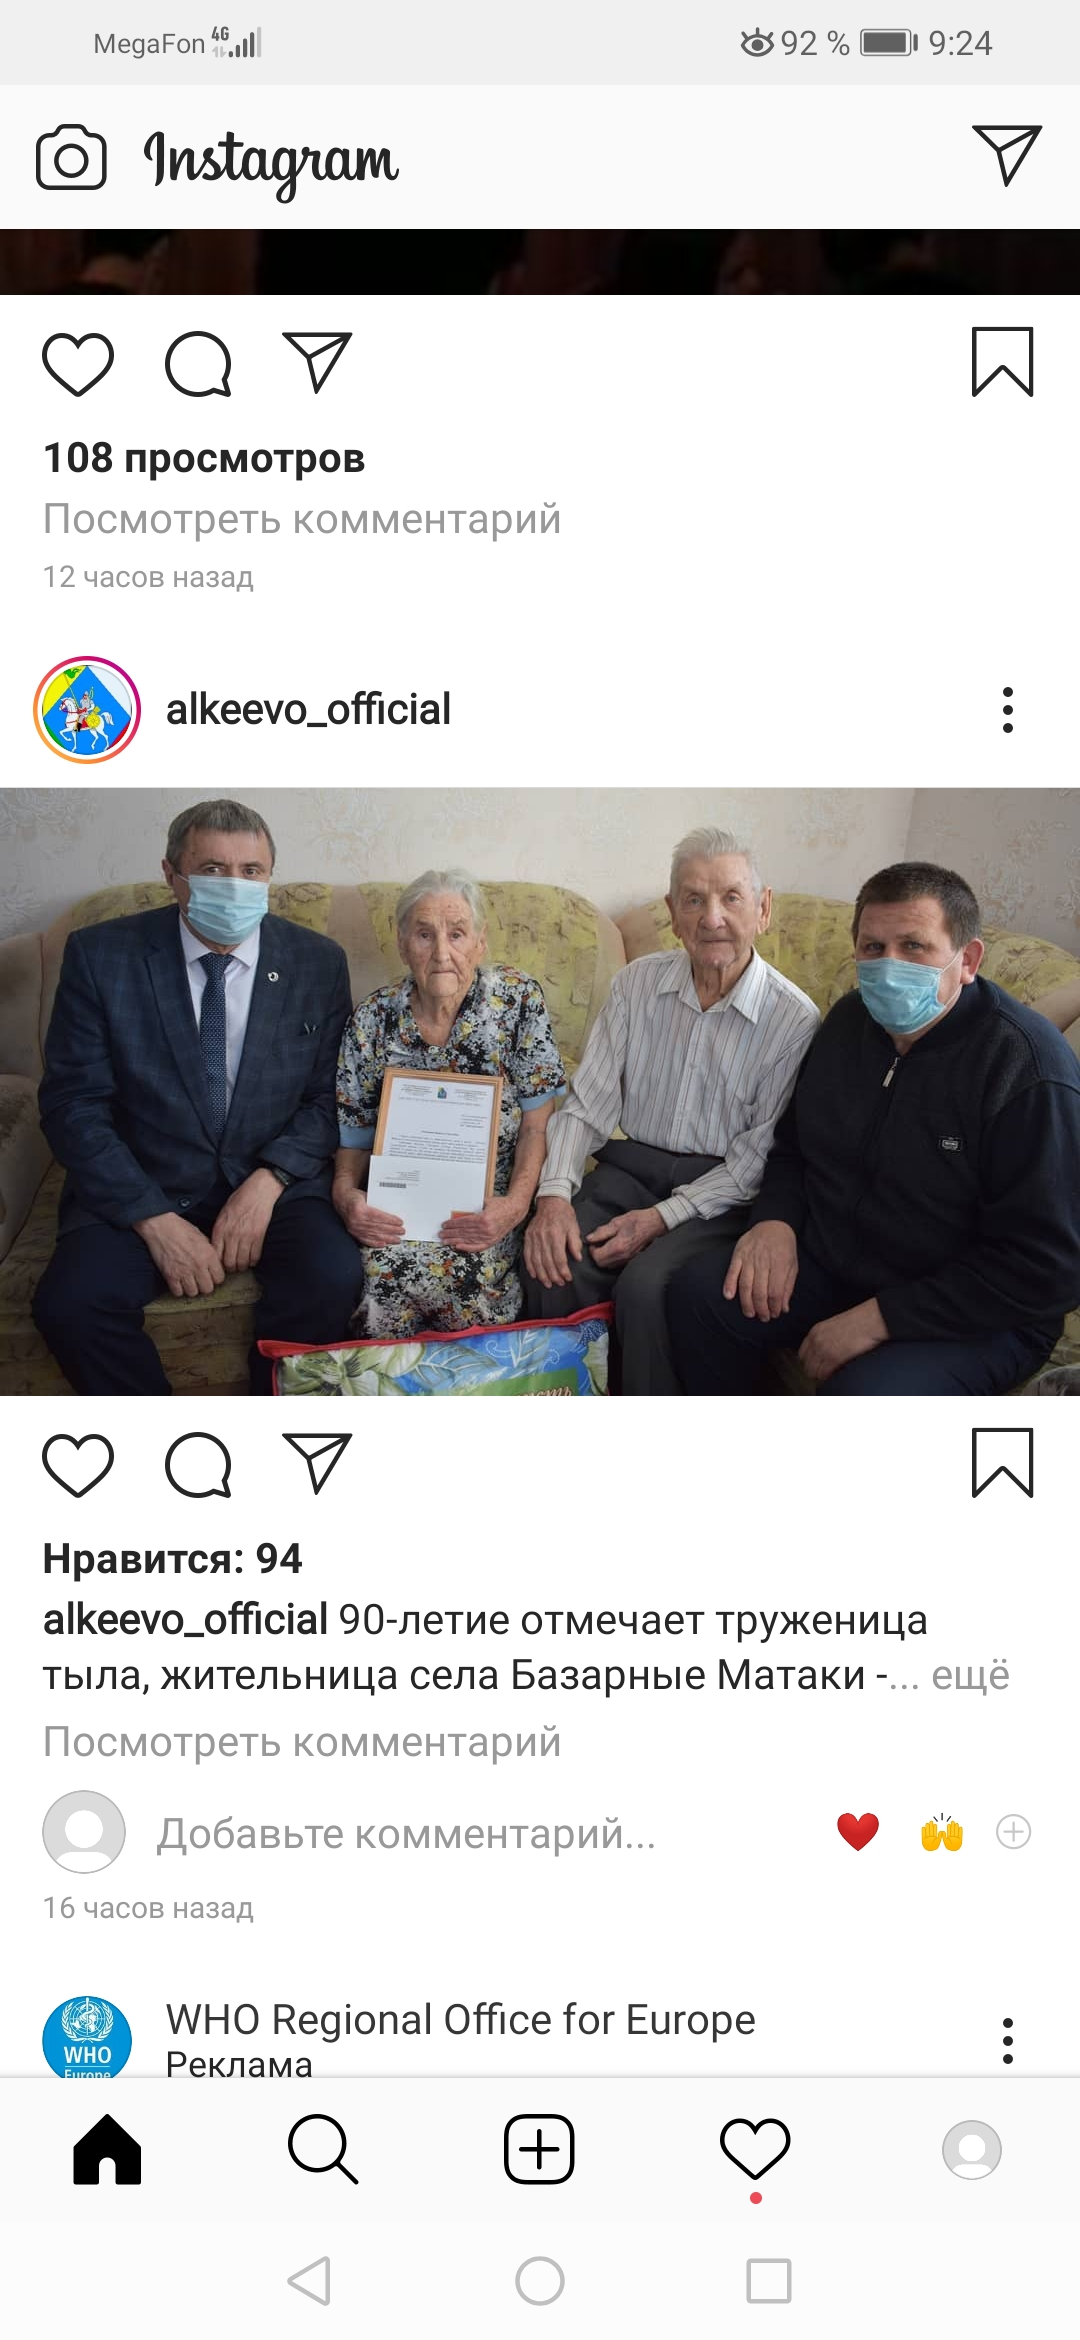 MegaFon 4G 92 % 9:24
Instagram
108 просмотров
Посмотреть комментарий
12 часов назад
alkeevo_official
Нравится: 94
alkeevo_official 90-летие отмечает труженица
тыла, жительница села Базарные Матаки -... ещё
Посмотреть комментарий
Добавьте комментарий...
16 часов назад
WHO Regional Office for Europe
WHO
Europe
Реклама